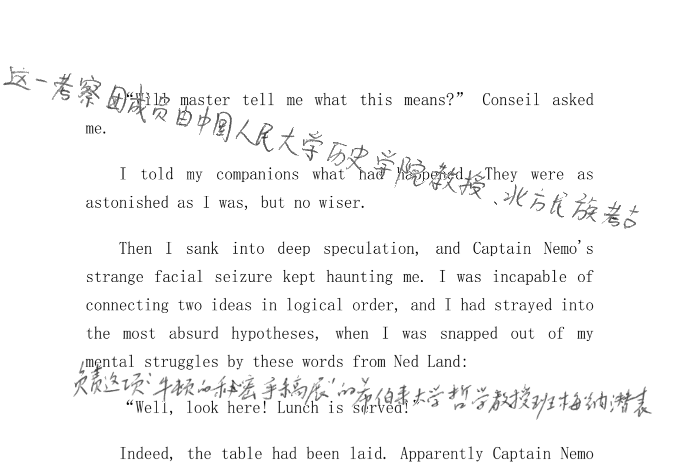 这一考察团成员由中国人民大学历史学院教授、北方民族考古
“Will master tell me what this means?” Conseil asked
me.
I told my companions what had happened. They were as
astonished as I was, but no wiser.
Then I sank into deep speculation, and Captain Nemo's
strange facial seizure kept haunting me. I was incapable of
connecting two ideas in logical order, and I had strayed into
the most absurd hypotheses, when I was snapped out of my
mental struggles by these words from Ned Land:
负责这项“牛顿的秘密手稿展”的希伯来大学哲学教授班梅纳潜表
“Well, look here! Lunch is served!”
Indeed, the table had been laid. Apparently Captain Nemo